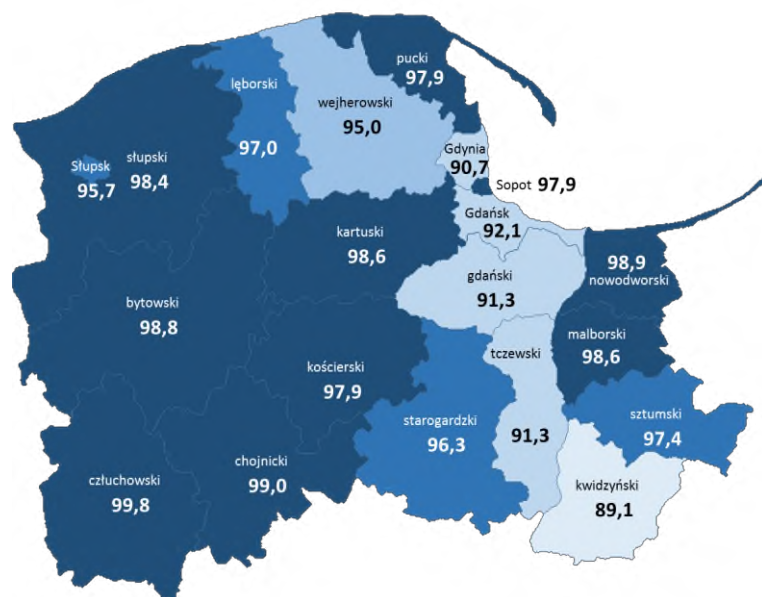 pucki
97,9
lęborski
97,0
wejherowski
95,0
Gdynia
90,7
Słupsk
95,7
słupski
98,4
Sopot 97,9
Gdańsk
92,1
kartuski
98,6
98,9
nowodworski
gdański
91,3
bytowski
98,8
malborski
98,6
tczewski
91,3
kościerski
97,9
starogardzki
96,3
sztumski
97,4
chojnicki
99,0
człuchowski
99,8
kwidzyński
89,1